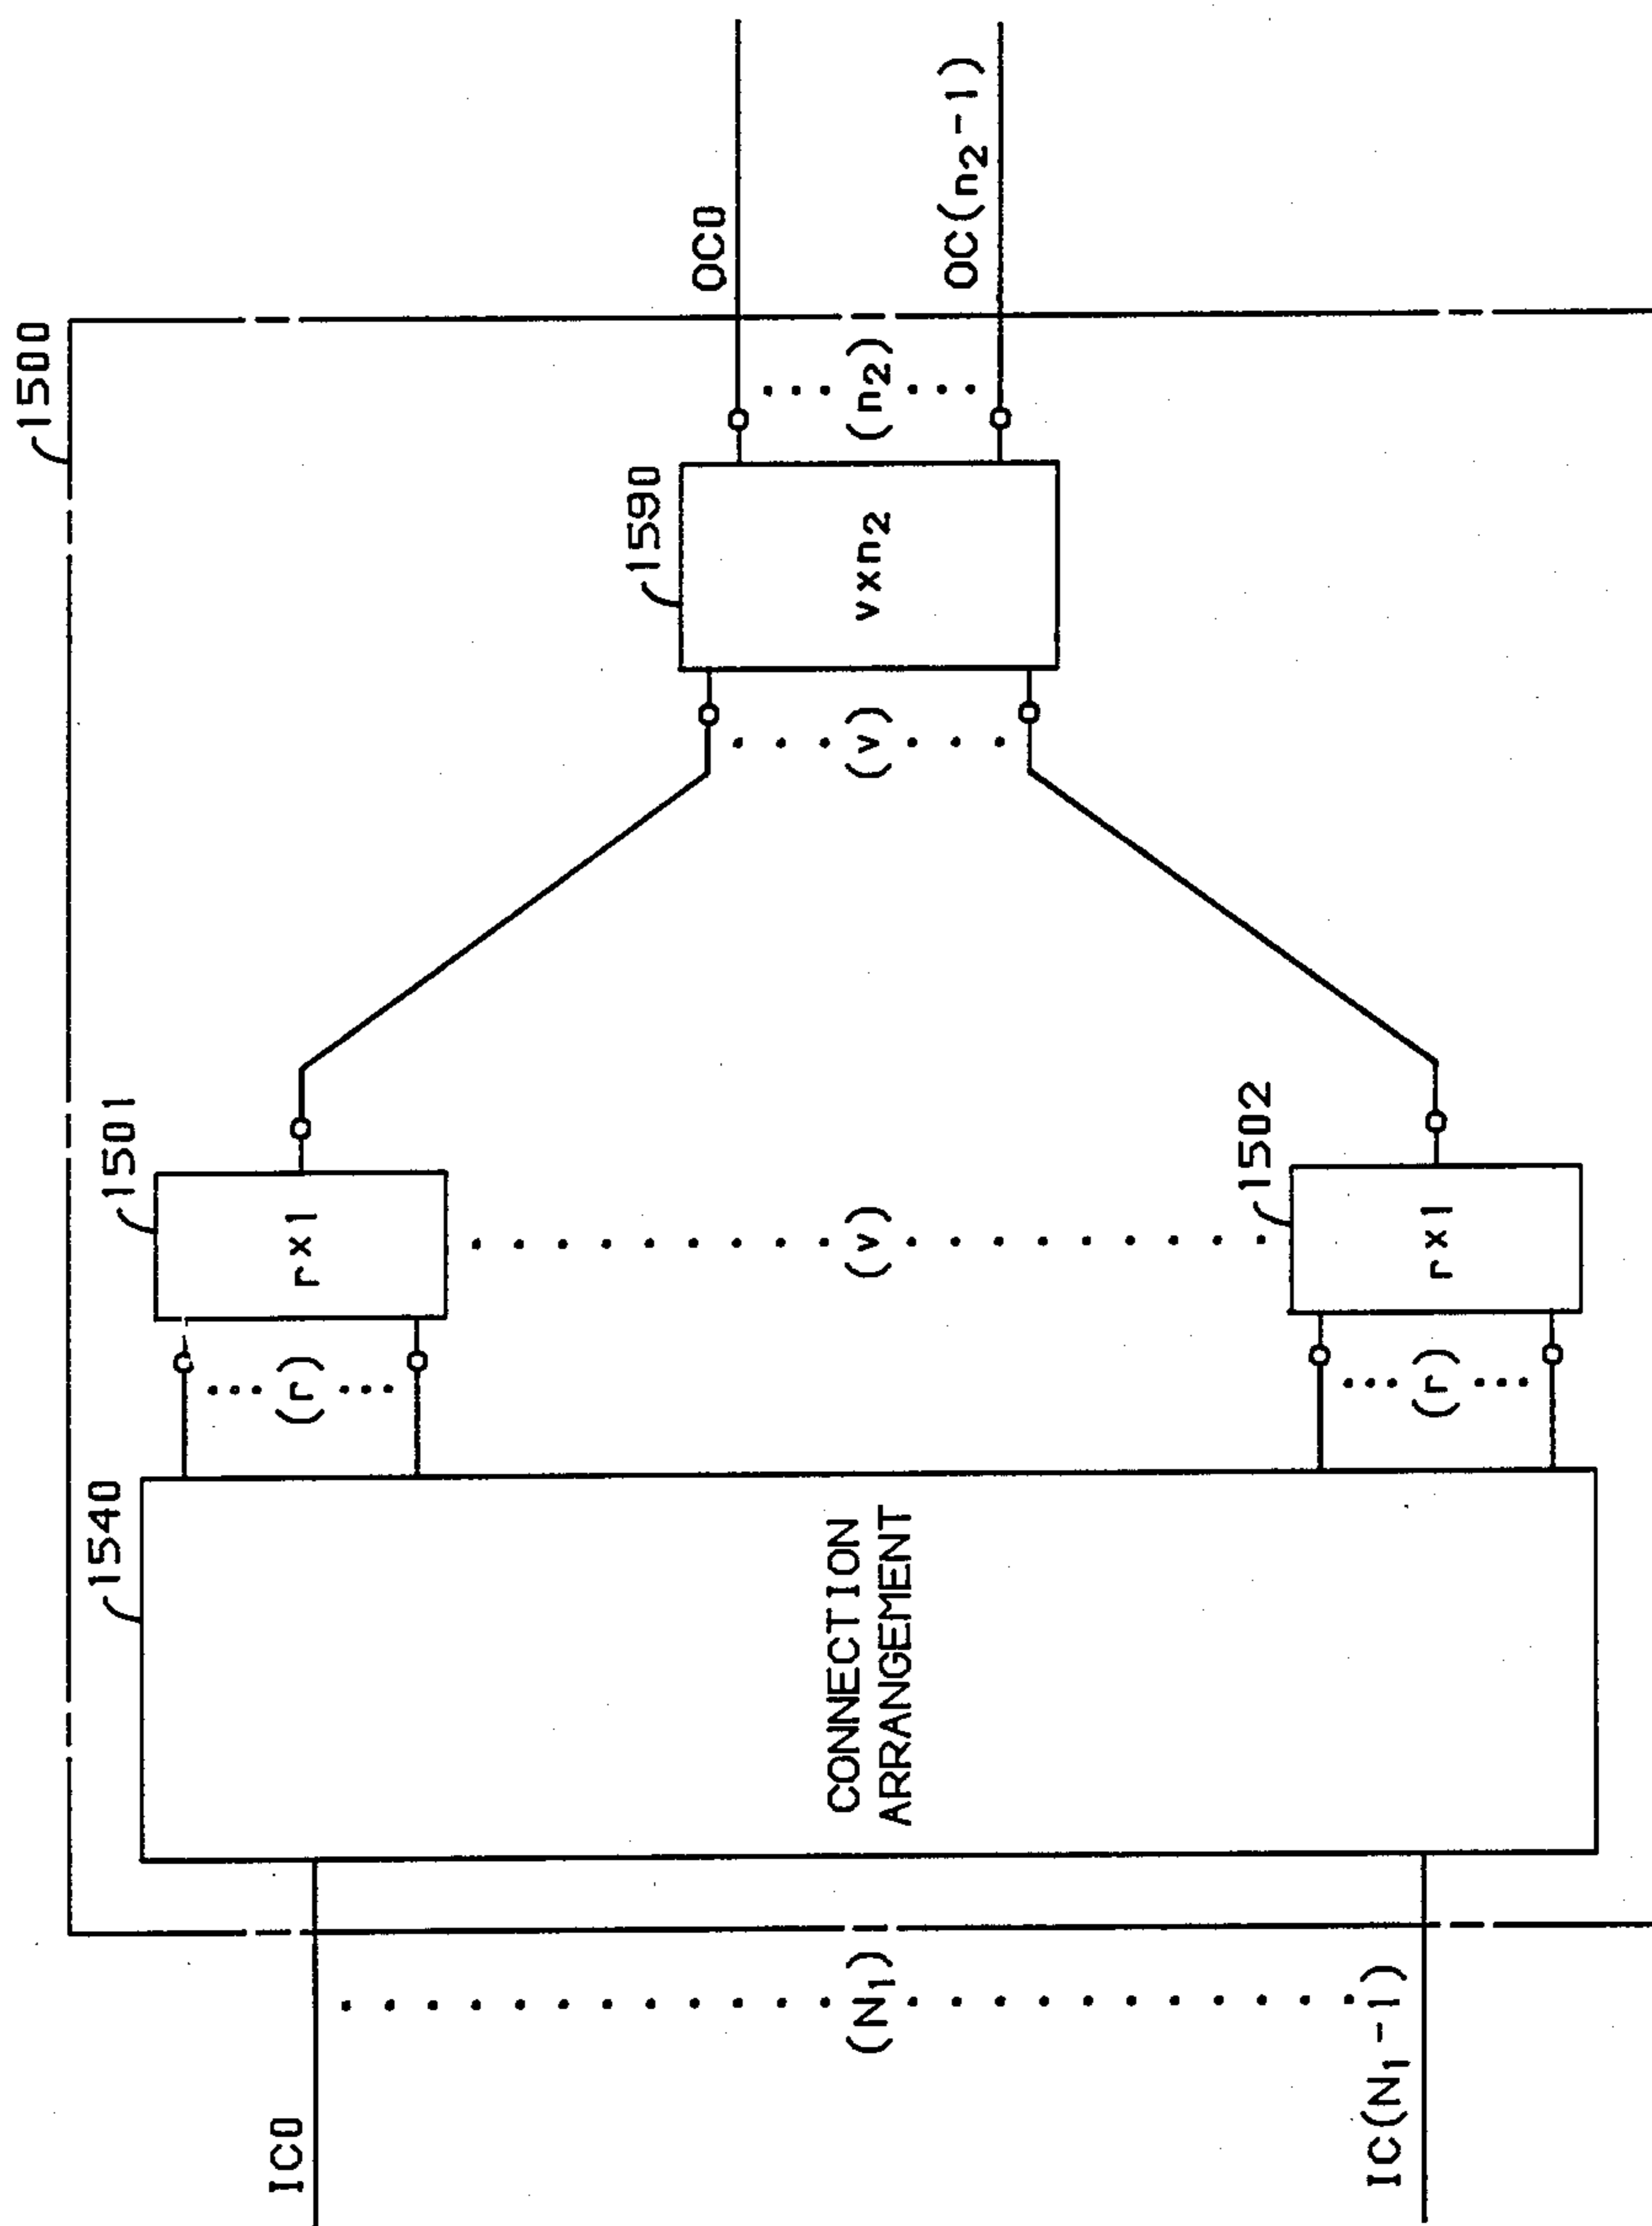 1500
IC0
(N₁)
IC(N₁-1)
1540
CONNECTION
ARRANGEMENT
(r)
(r)
1501
rx1
(v)
1502
rx1
(v)
1590
vxn₂
(n₂)
OC0
OC(n₂-1)